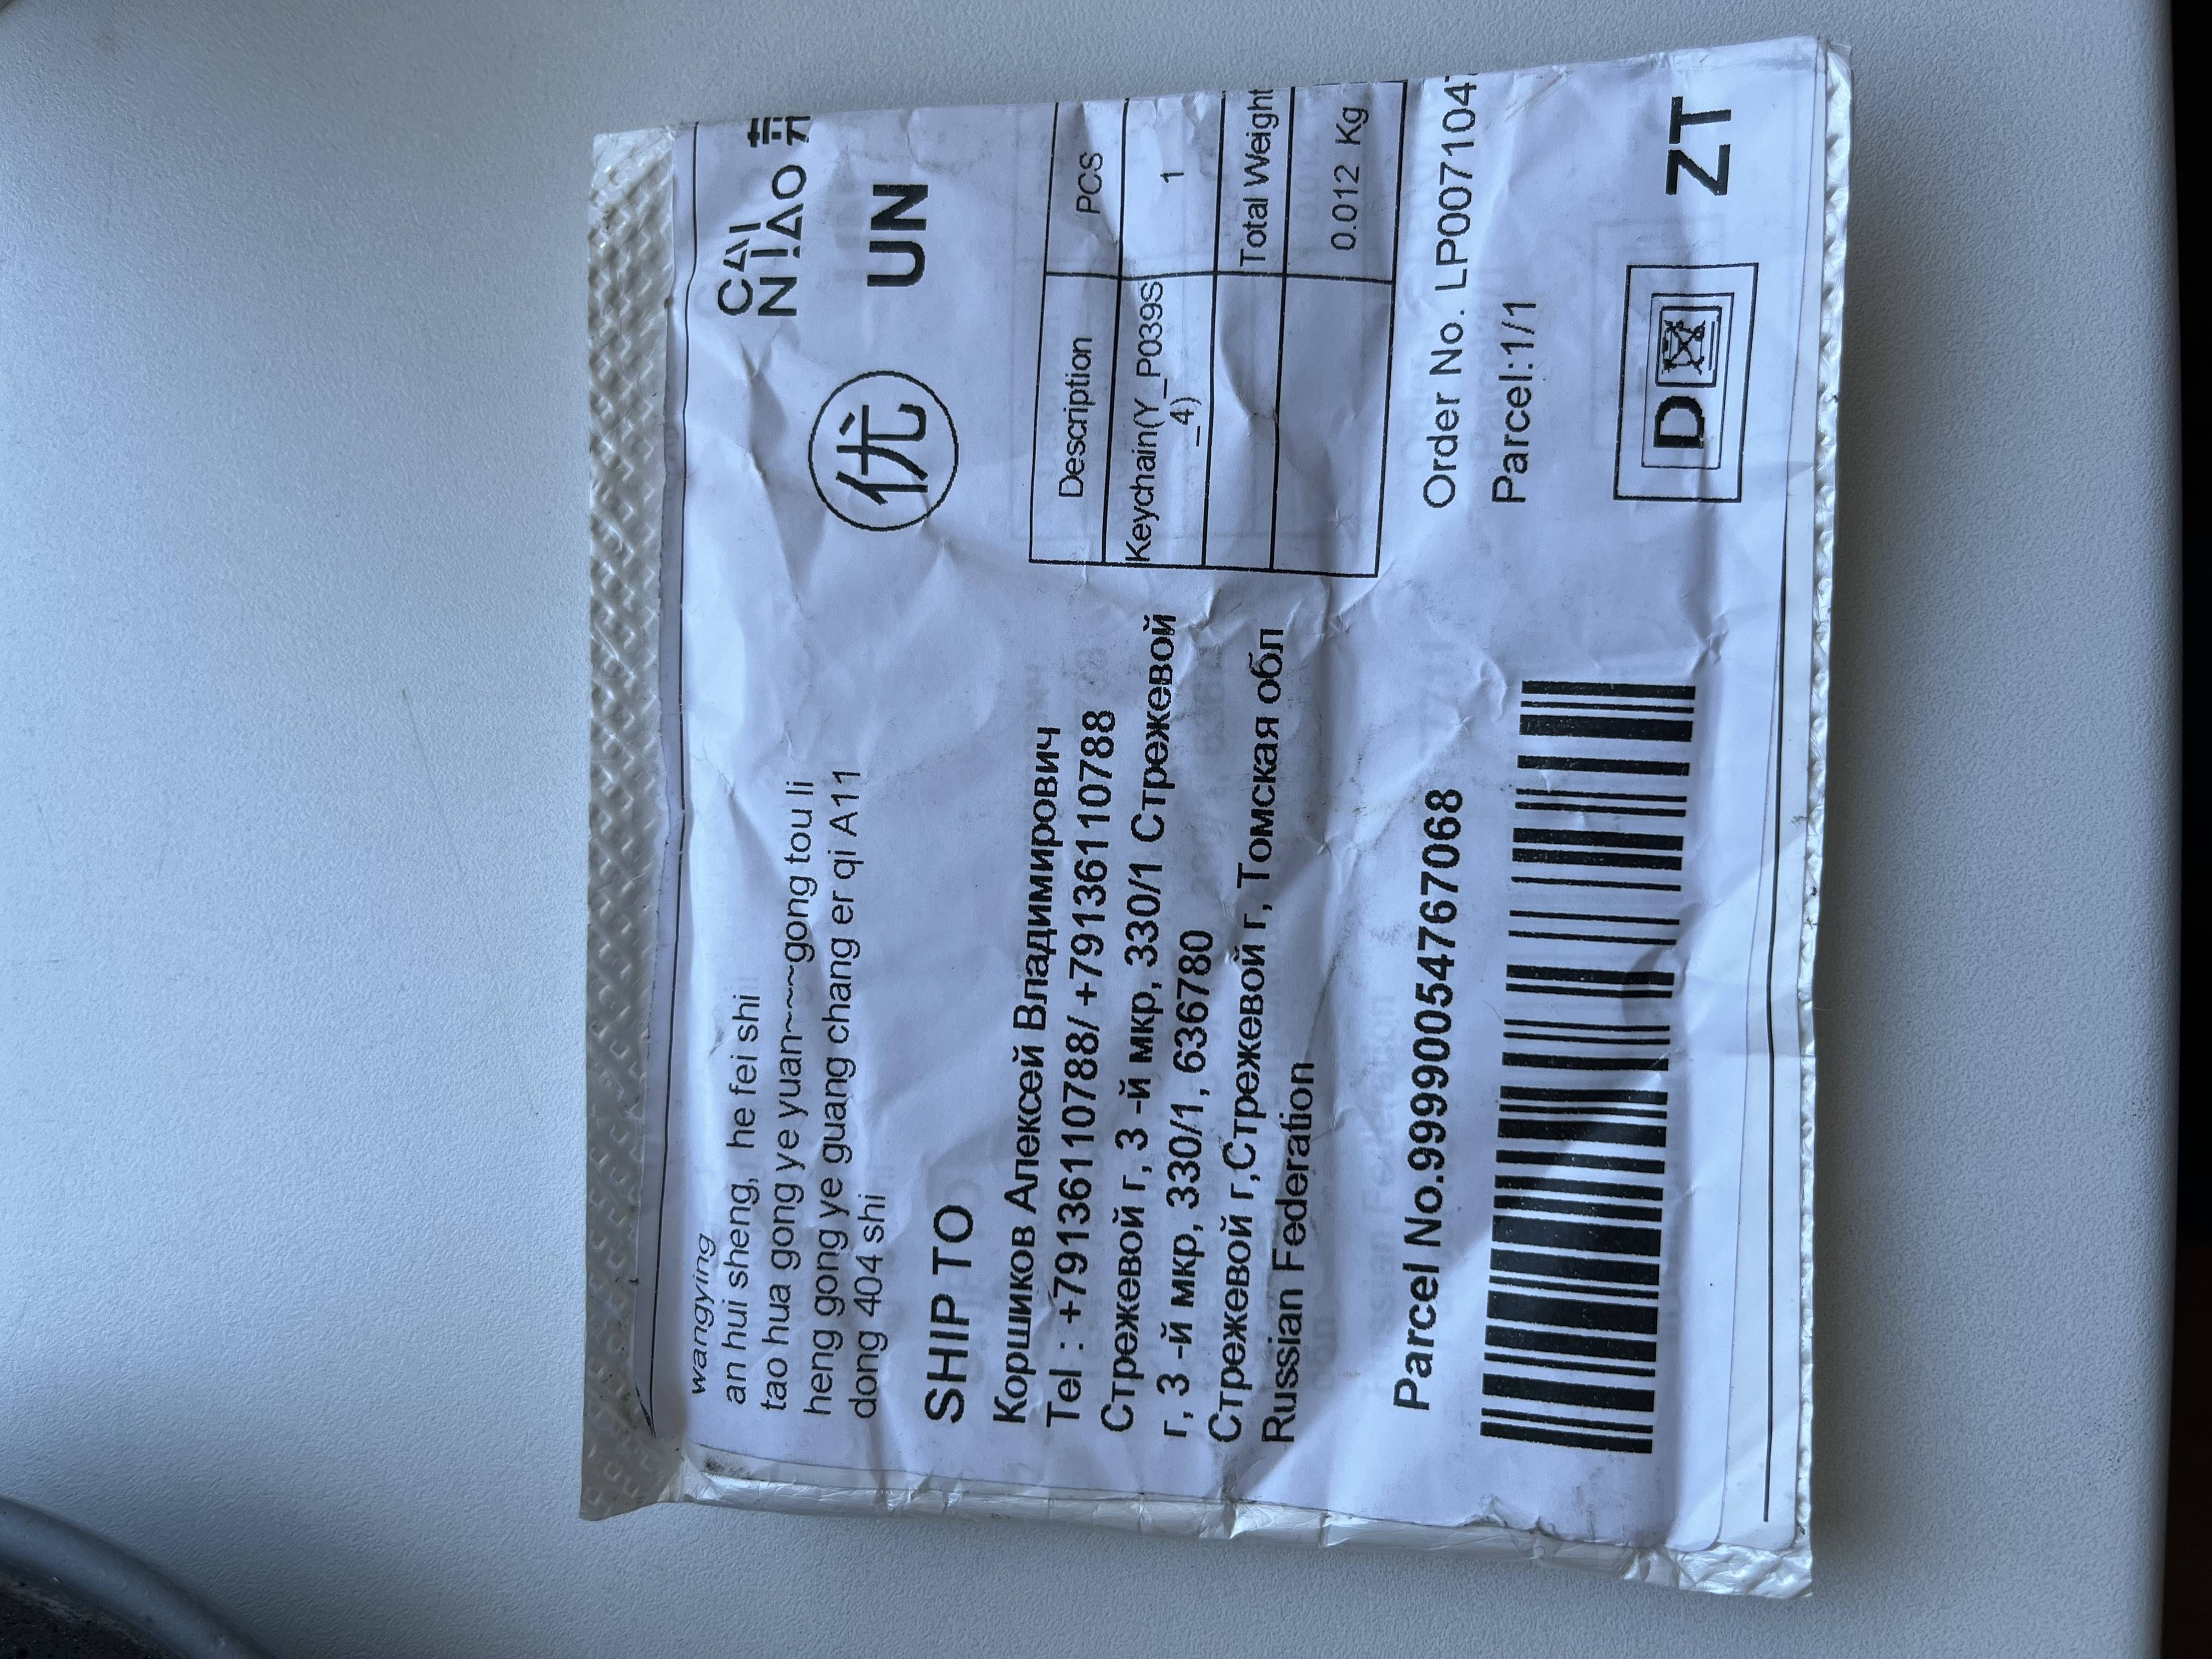 wangying
an hui sheng, he fei shi
tao hua gong ye yuan~~~gong tou li
heng gong ye guang chang er qi A11
dong 404 shi
CAI
NIAO
优
UN
SHIP TO
Коршиков Алексей Владимирович
Tel : +79136110788/ +79136110788
Стрежевой г, 3 -й мкр, 330/1 Стрежевой
г, 3 -й мкр, 330/1, 636780
Стрежевой г,Стрежевой г, Томская обл
Russian Federation
Description PCS
Keychain(Y_P039S 1
_4)
Total Weight
0.012 Kg
Parcel No.99990054767068
Order No. LP007104
Parcel:1/1
D
ZT